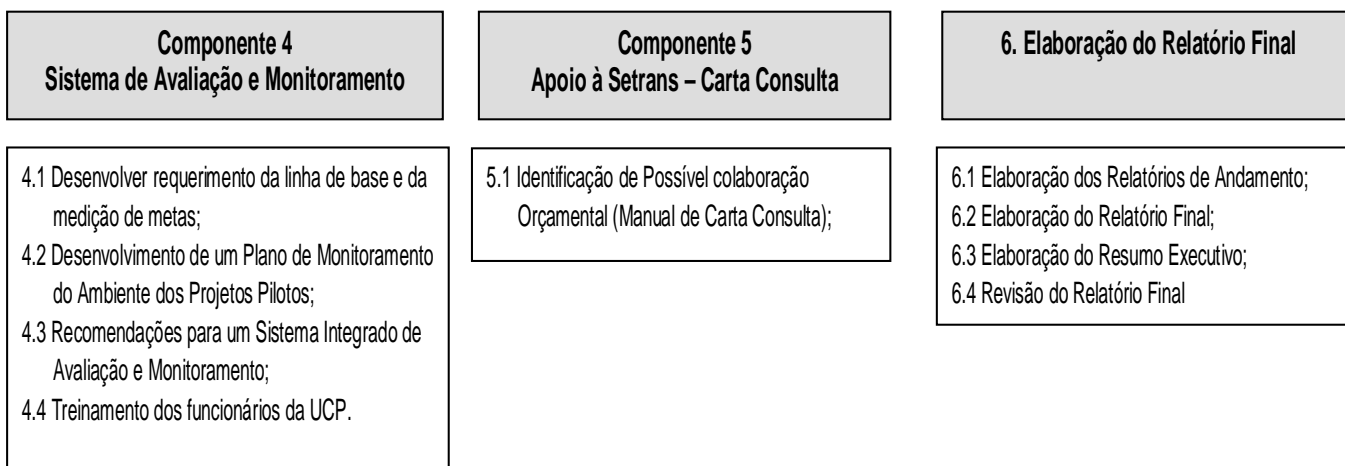 Componente 4
Sistema de Avaliação e Monitoramento
4.1 Desenvolver requerimento da linha de base e da
medição de metas;
4.2 Desenvolvimento de um Plano de Monitoramento
do Ambiente dos Projetos Pilotos;
4.3 Recomendações para um Sistema Integrado de
Avaliação e Monitoramento;
4.4 Treinamento dos funcionários da UCP.
Componente 5
Apoio à Setrans – Carta Consulta
5.1 Identificação de Possível colaboração
Orçamental (Manual de Carta Consulta);
6. Elaboração do Relatório Final
6.1 Elaboração dos Relatórios de Andamento;
6.2 Elaboração do Relatório Final;
6.3 Elaboração do Resumo Executivo;
6.4 Revisão do Relatório Final